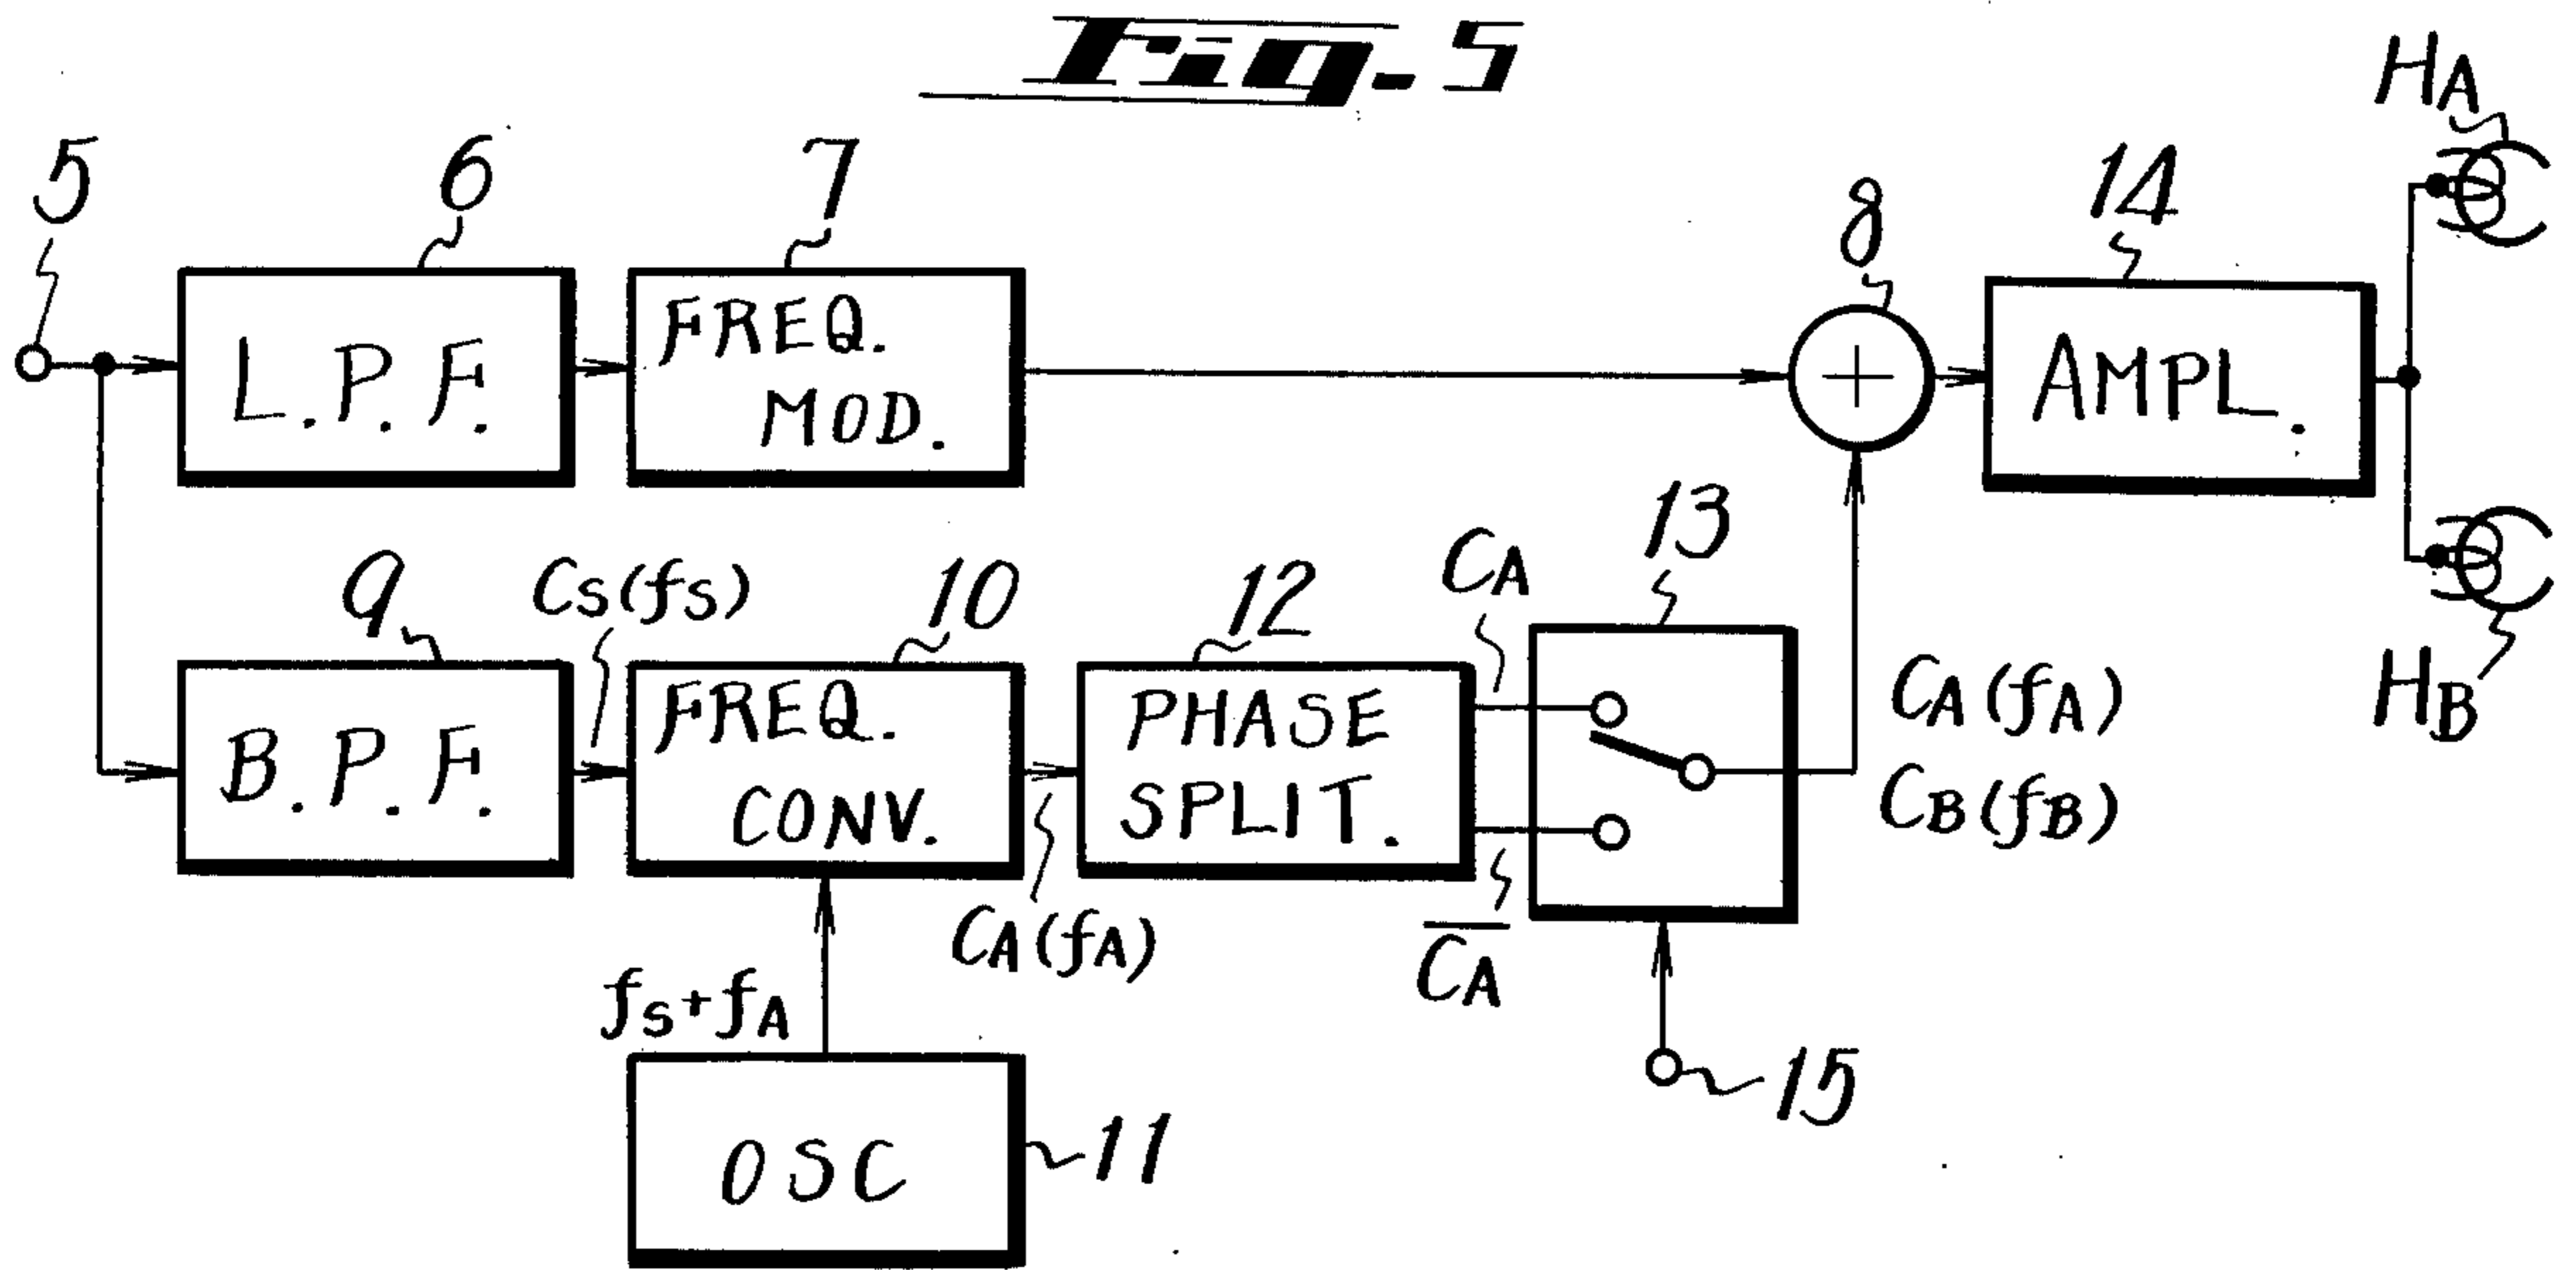 Fig-5
5
6
7
8
14
HA
L.P.F.
FREQ.
MOD.
+
AMPL.
9
CS(fS)
10
12
CA
13
HB
B.P.F.
FREQ.
CONV.
PHASE
SPLIT.
CA(fA)
CB(fB)
CA(fA)
C̅A̅
fS+fA
15
OSC
11